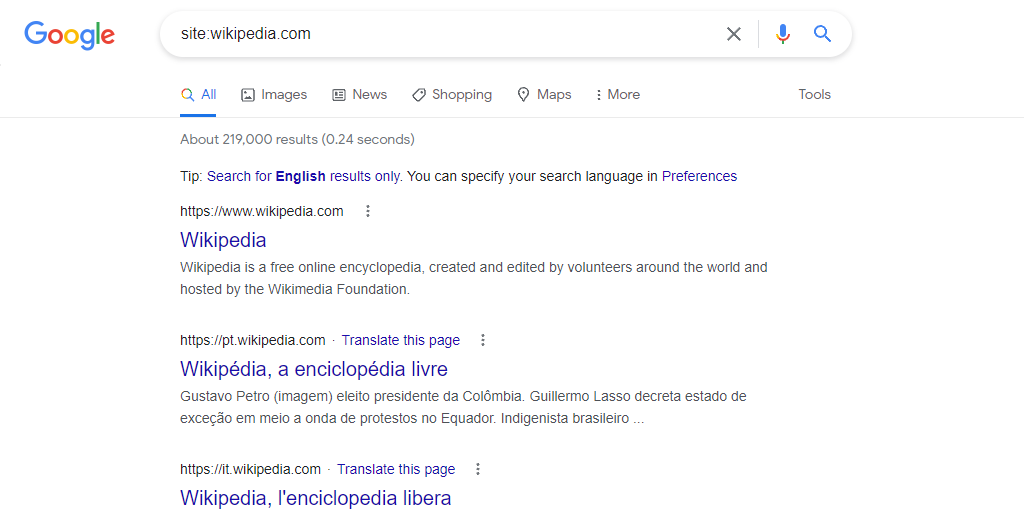 Google
site:wikipedia.com
All Images News Shopping Maps More Tools
About 219,000 results (0.24 seconds)
Tip: Search for English results only. You can specify your search language in Preferences
https://www.wikipedia.com
Wikipedia
Wikipedia is a free online encyclopedia, created and edited by volunteers around the world and
hosted by the Wikimedia Foundation.
https://pt.wikipedia.com · Translate this page
Wikipédia, a enciclopédia livre
Gustavo Petro (imagem) eleito presidente da Colômbia. Guillermo Lasso decreta estado de
exceção em meio a onda de protestos no Equador. Indigenista brasileiro ...
https://it.wikipedia.com · Translate this page
Wikipedia, l'enciclopedia libera